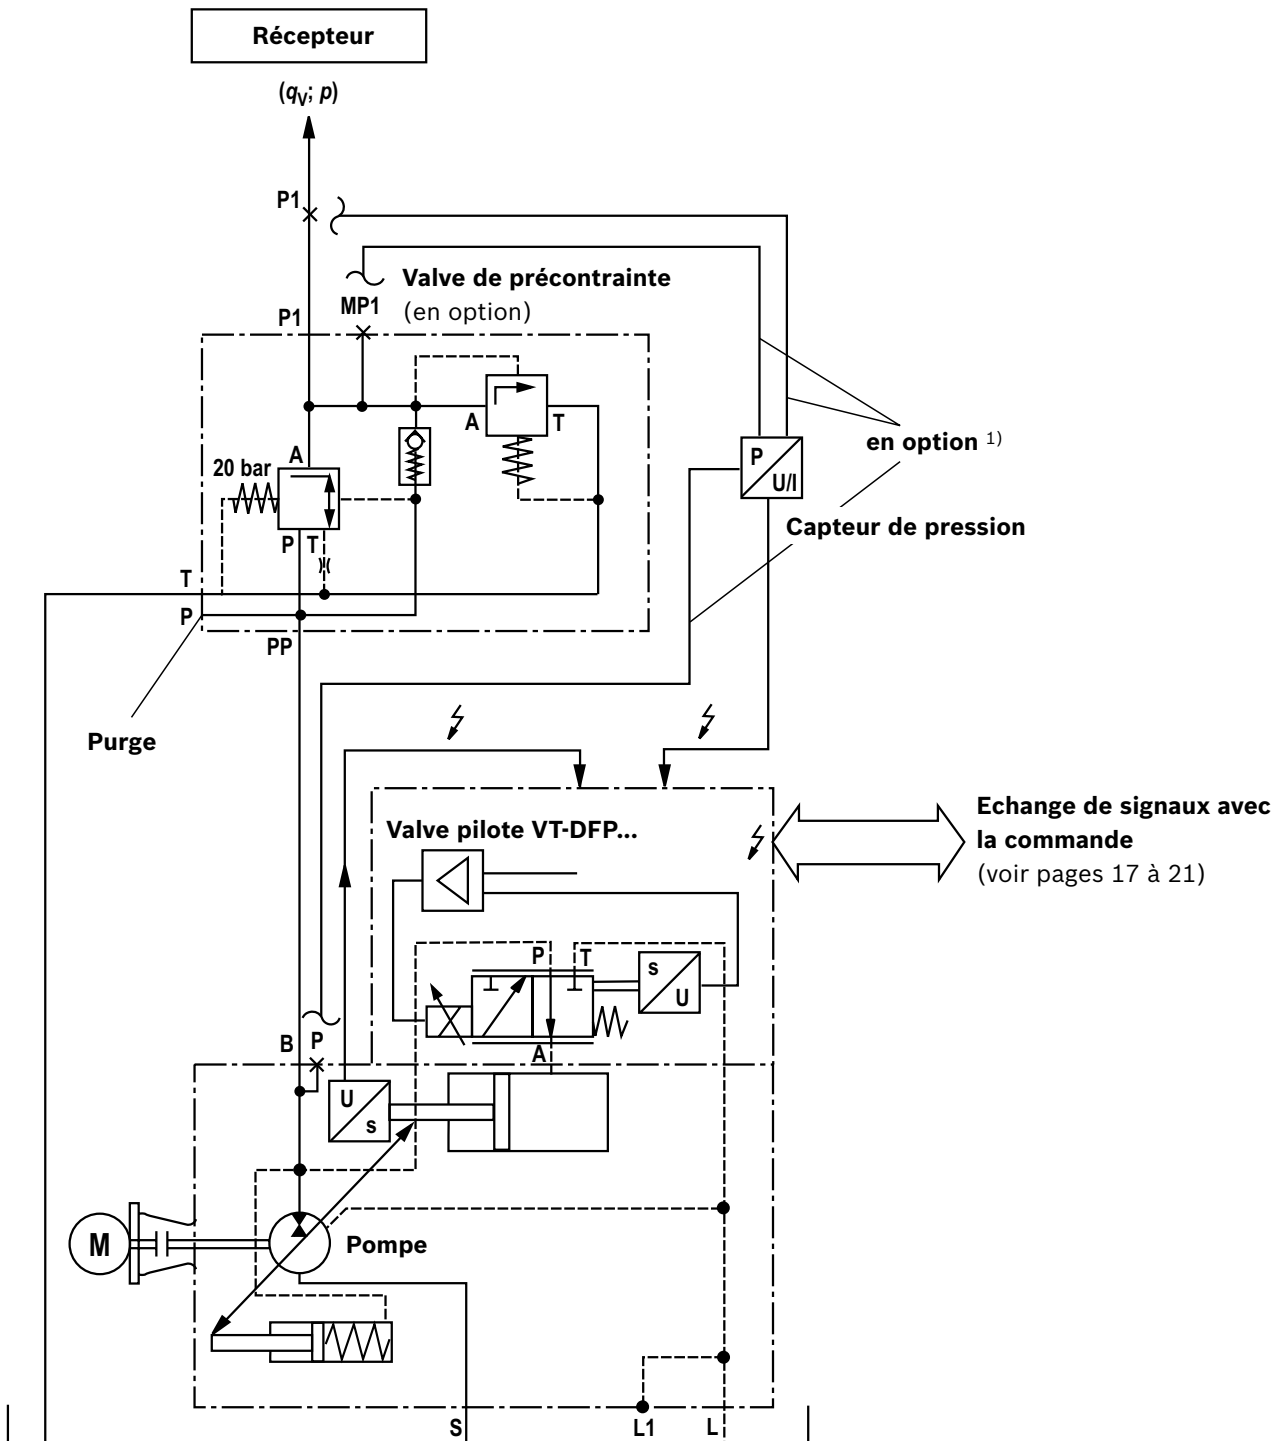 Récepteur
(qV; p)
P1
Valve de précontrainte
(en option)
MP1
P1
A
T
A
20 bar
P T
T
P
PP
Purge
P
U/I
en option 1)
Capteur de pression
Valve pilote VT-DFP...
Echange de signaux avec
la commande
(voir pages 17 à 21)
P
T
s
U
A
B
P
U
s
M
Pompe
S
L1
L